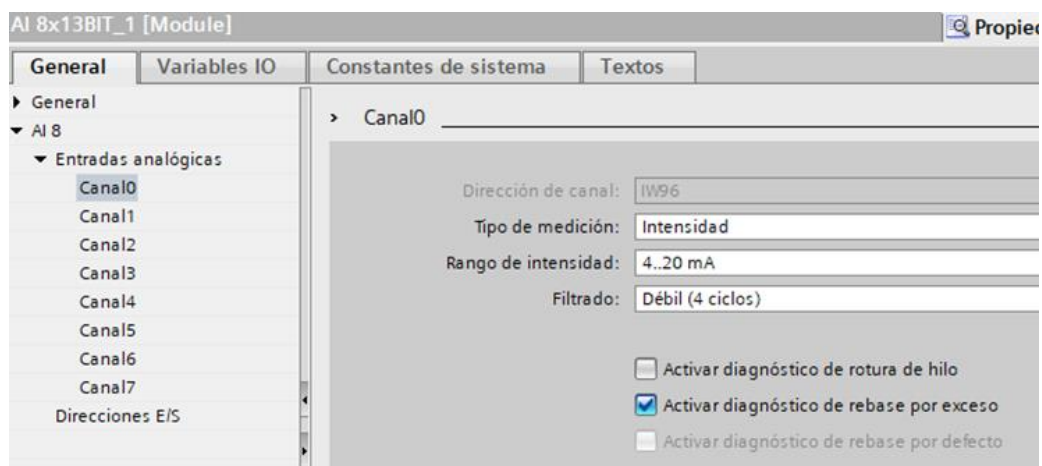 AI 8x13BIT_1 [Module]
General
Variables IO
Constantes de sistema
Textos
General
AI 8
Entradas analógicas
Canal0
Canal1
Canal2
Canal3
Canal4
Canal5
Canal6
Canal7
Direcciones E/S
Canal0
Dirección de canal: IW96
Tipo de medición: Intensidad
Rango de intensidad: 4..20 mA
Filtrado: Débil (4 ciclos)
Activar diagnóstico de rotura de hilo
Activar diagnóstico de rebase por exceso
Activar diagnóstico de rebase por defecto